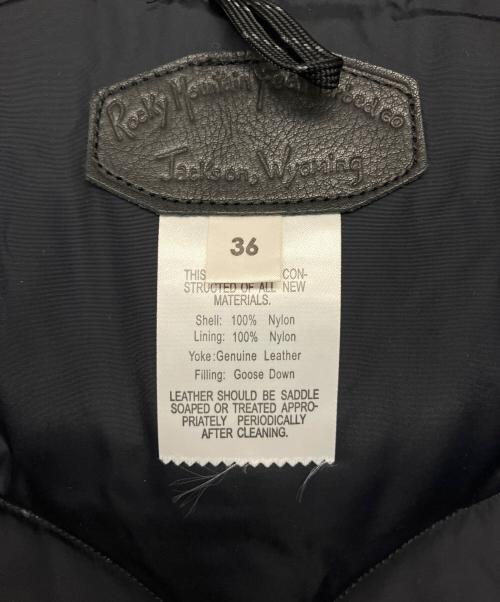 Rocky Mountain Featherbed co
Jackson, Wyoming
36
THIS CON-
STRUCTED OF ALL NEW
MATERIALS.
Shell: 100% Nylon
Lining: 100% Nylon
Yoke:Genuine Leather
Filling: Goose Down
LEATHER SHOULD BE SADDLE
SOAPED OR TREATED APPRO-
PRIATELY PERIODICALLY
AFTER CLEANING.